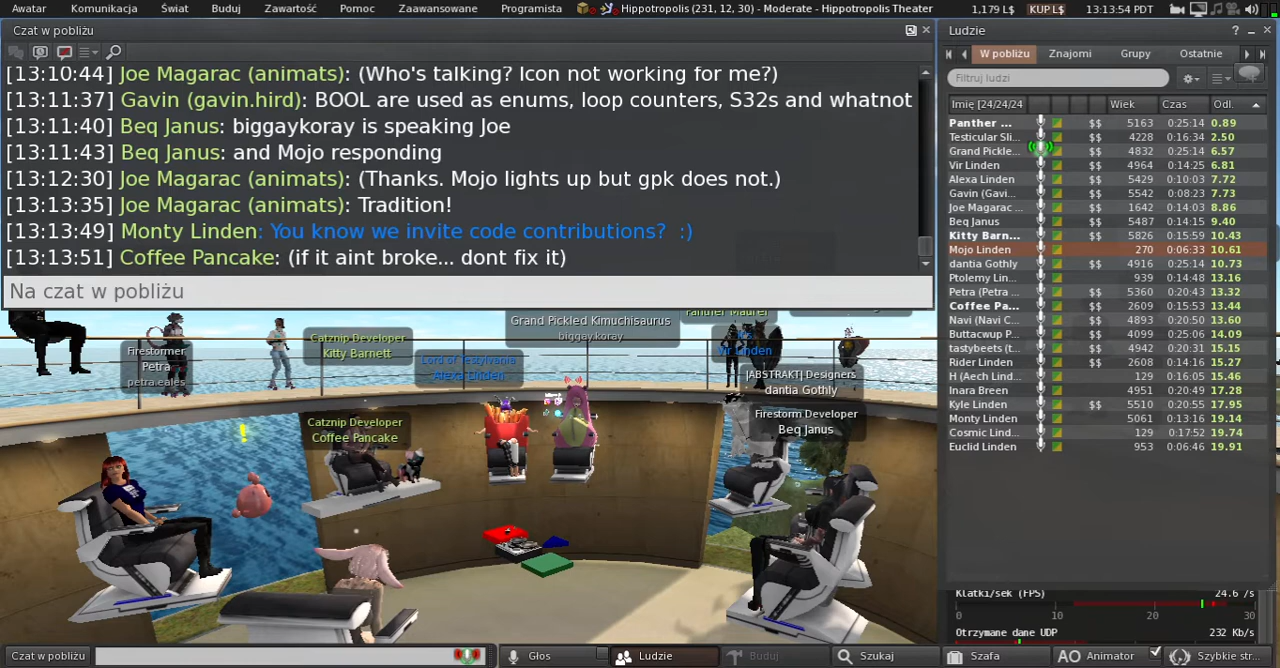 Awatar Komunikacja Świat Buduj Zawartość Pomoc Zaawansowane Programista Hippotropolis (231, 12, 30) - Moderate - Hippotropolis Theater 1,179 L$ KUP L$ 13:13:54 PDT
Czat w pobliżu
[13:10:44] Joe Magarac (animats): (Who's talking? Icon not working for me?)
[13:11:37] Gavin (gavin.hird): BOOL are used as enums, loop counters, S32s and whatnot
[13:11:40] Beq Janus: biggaykoray is speaking Joe
[13:11:43] Beq Janus: and Mojo responding
[13:12:30] Joe Magarac (animats): (Thanks. Mojo lights up but gpk does not.)
[13:13:35] Joe Magarac (animats): Tradition!
[13:13:49] Monty Linden: You know we invite code contributions? :)
[13:13:51] Coffee Pancake: (if it aint broke... dont fix it)
Na czat w pobliżu
Ludzie
W pobliżu Znajomi Grupy Ostatnie
Filtruj ludzi
Imię [24/24/24 Wiek Czas Odl.
Panther ... $$ 5163 0:25:14 0.89
Testicular Sli... $$ 4228 0:16:34 2.50
Grand Pickle... $$ 4832 0:25:14 6.57
Vir Linden $$ 4964 0:14:25 6.81
Alexa Linden $$ 5429 0:10:03 7.72
Gavin (Gavi... $$ 5542 0:08:23 7.73
Joe Magarac ... $$ 1642 0:14:03 8.86
Beq Janus $$ 5487 0:14:15 9.40
Kitty Barn... $$ 5826 0:15:59 10.43
Mojo Linden 270 0:06:33 10.61
dantia Gothly $$ 4916 0:25:14 10.73
Ptolemy Lin... 939 0:14:48 13.16
Petra (Petra ... $$ 5360 0:20:43 13.32
Coffee Pa... $$ 2609 0:15:53 13.44
Navi (Navi C... $$ 4893 0:20:50 13.60
Buttacwup P... $$ 4099 0:25:06 14.09
tastybeests (t... $$ 4942 0:20:31 15.15
Rider Linden $$ 2608 0:14:16 15.27
H (Aech Lind... 129 0:16:05 15.46
Inara Breen 4951 0:20:49 17.28
Kyle Linden $$ 5510 0:20:55 17.95
Monty Linden 5061 0:13:16 19.14
Cosmic Lind... 129 0:17:52 19.74
Euclid Linden 953 0:06:46 19.91
Panther Maurer
Grand Pickled Kimuchisaurus
biggay.koray
Catznip Developer
Kitty Barnett
Firestormer
Petra
petra.eales
Lord of Testylvania
Alexa Linden
Vir Linden
|ABSTRAKT| Designers
dantia Gothly
Firestorm Developer
Beq Janus
Catznip Developer
Coffee Pancake
Klatki/sek (FPS) 24.6 /s
0 10 20 30
Otrzymane dane UDP 232 Kb/s
Czat w pobliżu Głos Ludzie Buduj Szukaj Szafa AO Animator Szybkie str...